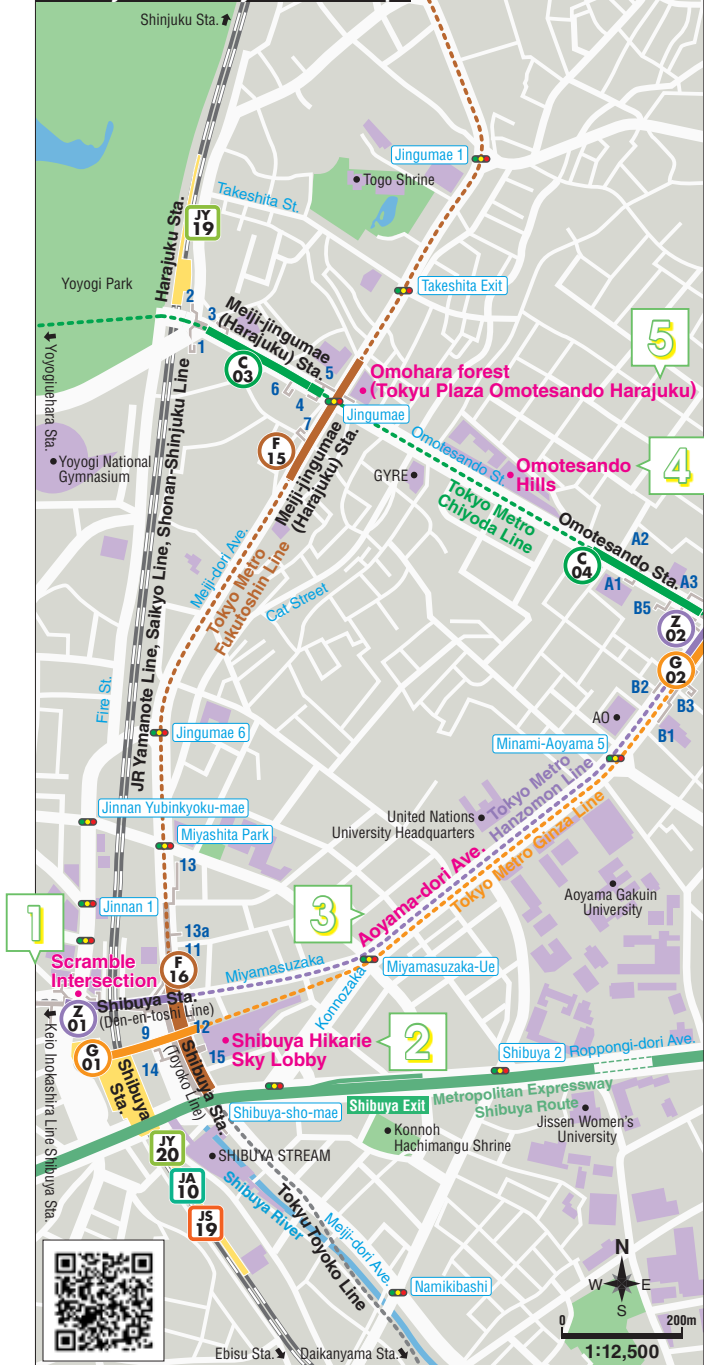 Shinjuku Sta.
Jingumae 1
Togo Shrine
Takeshita St.
JY
19
Harajuku Sta.
Yoyogi Park
Takeshita Exit
2
3
1
Meiji-jingumae
(Harajuku) Sta.
C
03
5
6
4
7
5
Omohara forest
(Tokyu Plaza Omotesando Harajuku)
Jingumae
Yoyogiuehara Sta.
F
15
Meiji-jingumae
(Harajuku) Sta.
Yoyogi National
Gymnasium
GYRE
Omotesando St.
Omotesando
Hills
4
Tokyo Metro
Chiyoda Line
Omotesando Sta.
C
04
A2
A1
A3
B5
Z
02
G
02
B2
B3
B1
JR Yamanote Line, Saikyo Line, Shonan-Shinjuku Line
Meiji-dori Ave.
Tokyo Metro
Fukutoshin Line
Cat Street
Fire St.
AO
Jingumae 6
Minami-Aoyama 5
Jinnan Yubinkyoku-mae
Miyashita Park
United Nations
University Headquarters
Tokyo Metro
Hanzomon Line
Tokyo Metro Ginza Line
13
Aoyama Gakuin
University
Jinnan 1
1
3
Aoyama-dori Ave.
13a
11
Scramble
Intersection
F
16
Miyamasuzaka
Miyamasuzaka-Ue
Konnozaka
Z
01
Shibuya Sta.
(Den-en-toshi Line)
9
12
G
01
14
15
Shibuya Hikarie
Sky Lobby
2
Shibuya
Sta.
Shibuya Sta.
(Toyoko Line)
Keio Inokashira Line Shibuya Sta.
Shibuya 2
Roppongi-dori Ave.
Shibuya-sho-mae
Shibuya Exit
Metropolitan Expressway
Shibuya Route
Konnoh
Hachimangu Shrine
Jissen Women's
University
JY
20
SHIBUYA STREAM
JA
10
JS
19
Shibuya River
Tokyu Toyoko Line
Meiji-dori Ave.
Namikibashi
N
W
E
S
0
200m
1:12,500
Ebisu Sta.
Daikanyama Sta.